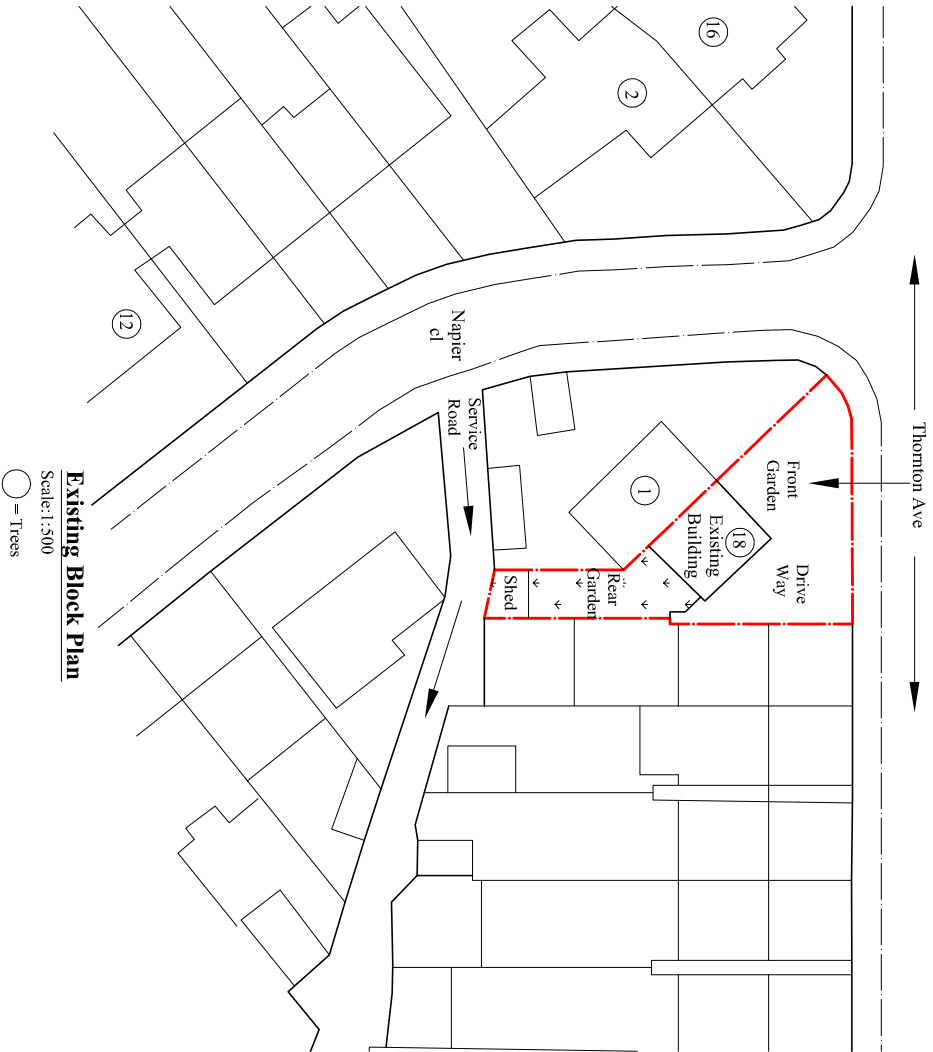 Thornton Ave
16
2
12
Napier
cl
Service
Road
Front
Garden
Drive
Way
18
Existing
Building
1
Rear
Garden
Shed
Existing Block Plan
Scale:1:500
= Trees